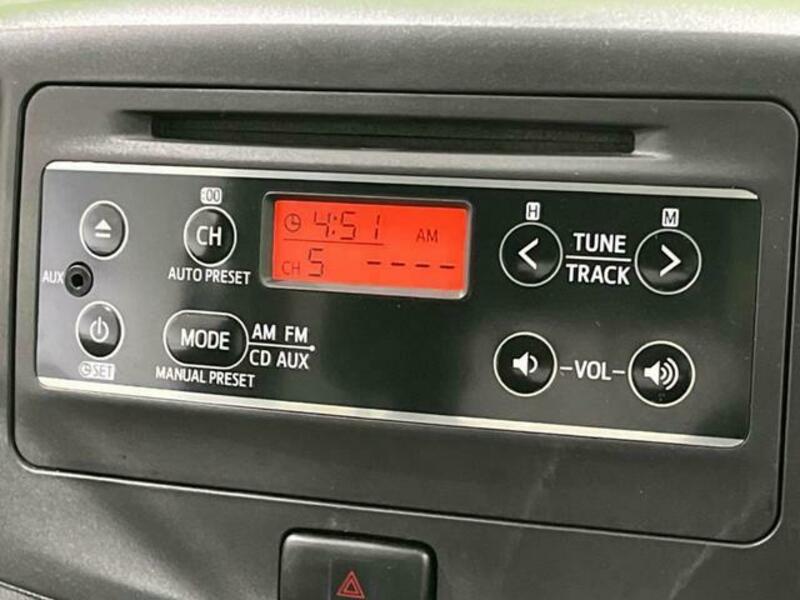 :00
CH
AUTO PRESET
AUX
SET
MODE
AM FM
CD AUX
MANUAL PRESET
4:51 AM
CH 5 ----
H
M
TUNE
TRACK
-VOL-